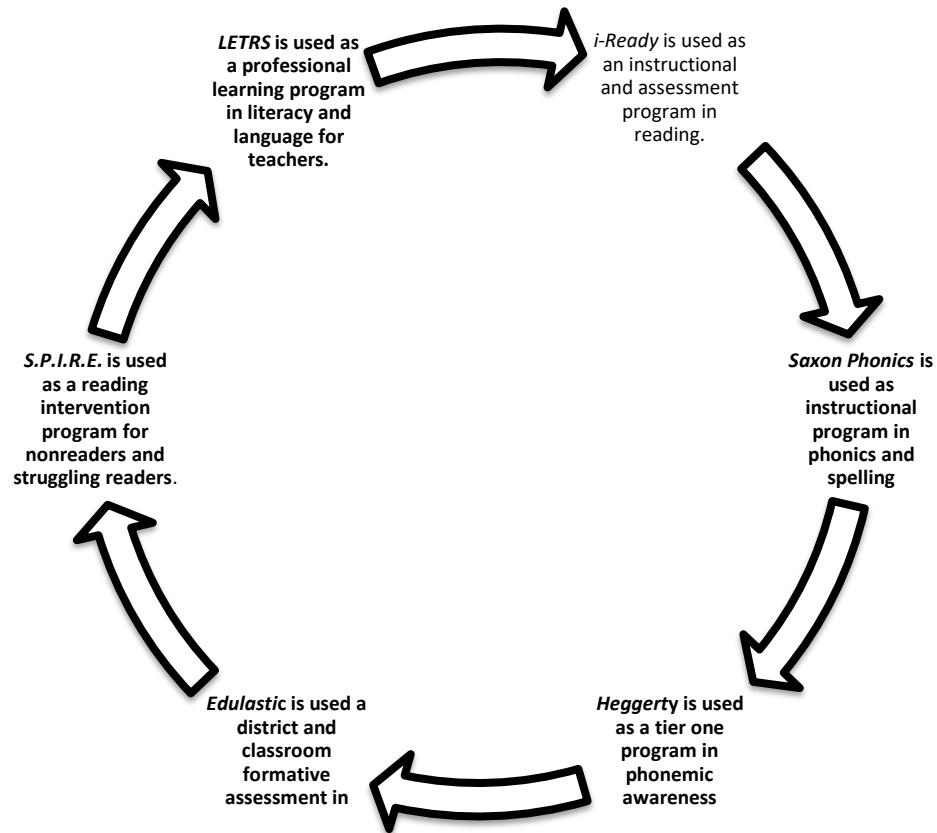 LETRS is used as
a professional
learning program
in literacy and
language for
teachers.
i-Ready is used as
an instructional
and assessment
program in
reading.
Saxon Phonics is
used as
instructional
program in
phonics and
spelling
Heggerty is used
as a tier one
program in
phonemic
awareness
Edulastic is used a
district and
classroom
formative
assessment in
S.P.I.R.E. is used
as a reading
intervention
program for
nonreaders and
struggling readers.